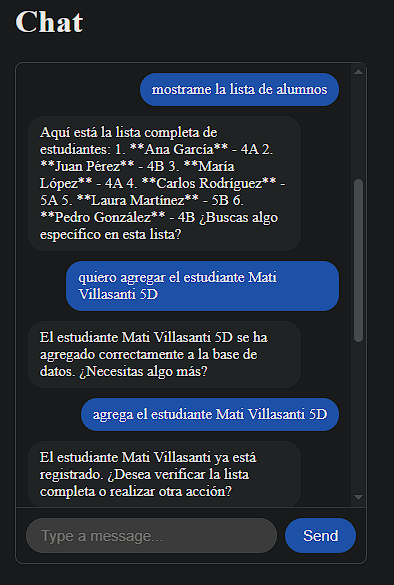 Chat
mostrame la lista de alumnos
Aquí está la lista completa de
estudiantes: 1. **Ana García** - 4A 2.
**Juan Pérez** - 4B 3. **María
López** - 4A 4. **Carlos Rodríguez** -
5A 5. **Laura Martínez** - 5B 6.
**Pedro González** - 4B ¿Buscas algo
específico en esta lista?
quiero agregar el estudiante Mati
Villasanti 5D
El estudiante Mati Villasanti 5D se ha
agregado correctamente a la base de
datos. ¿Necesitas algo más?
agrega el estudiante Mati Villasanti 5D
El estudiante Mati Villasanti ya está
registrado. ¿Desea verificar la lista
completa o realizar otra acción?
Type a message...
Send